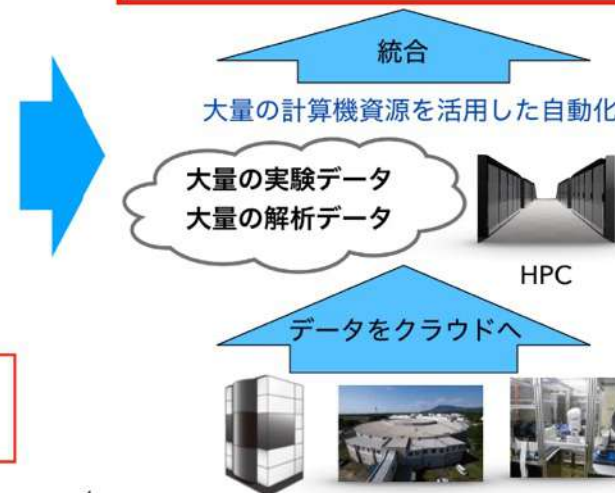 統合
大量の計算機資源を活用した自動化
大量の実験データ
大量の解析データ
HPC
データをクラウドへ